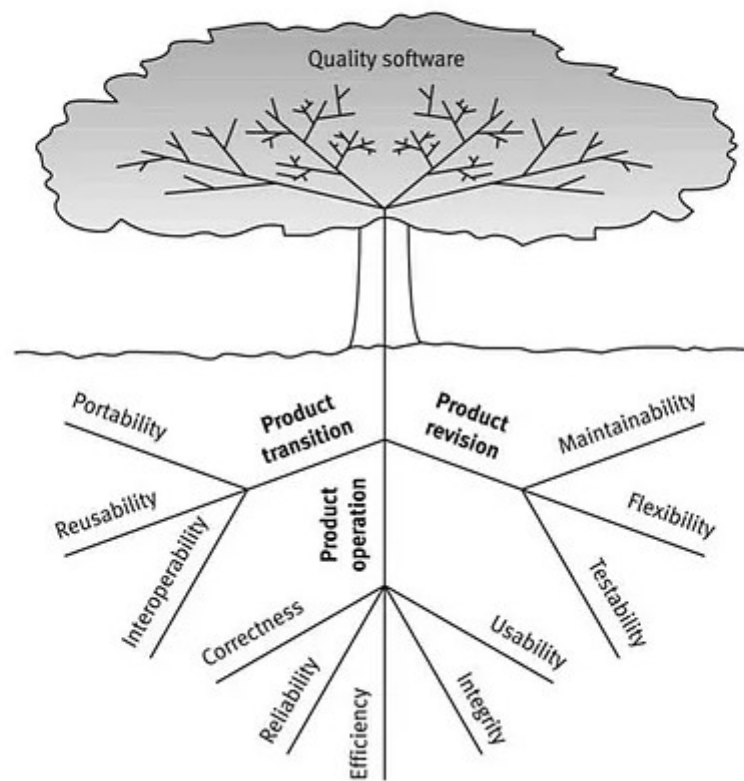 Quality software
Product
transition
Product
revision
Product
operation
Portability
Reusability
Interoperability
Maintainability
Flexibility
Testability
Correctness
Reliability
Efficiency
Integrity
Usability